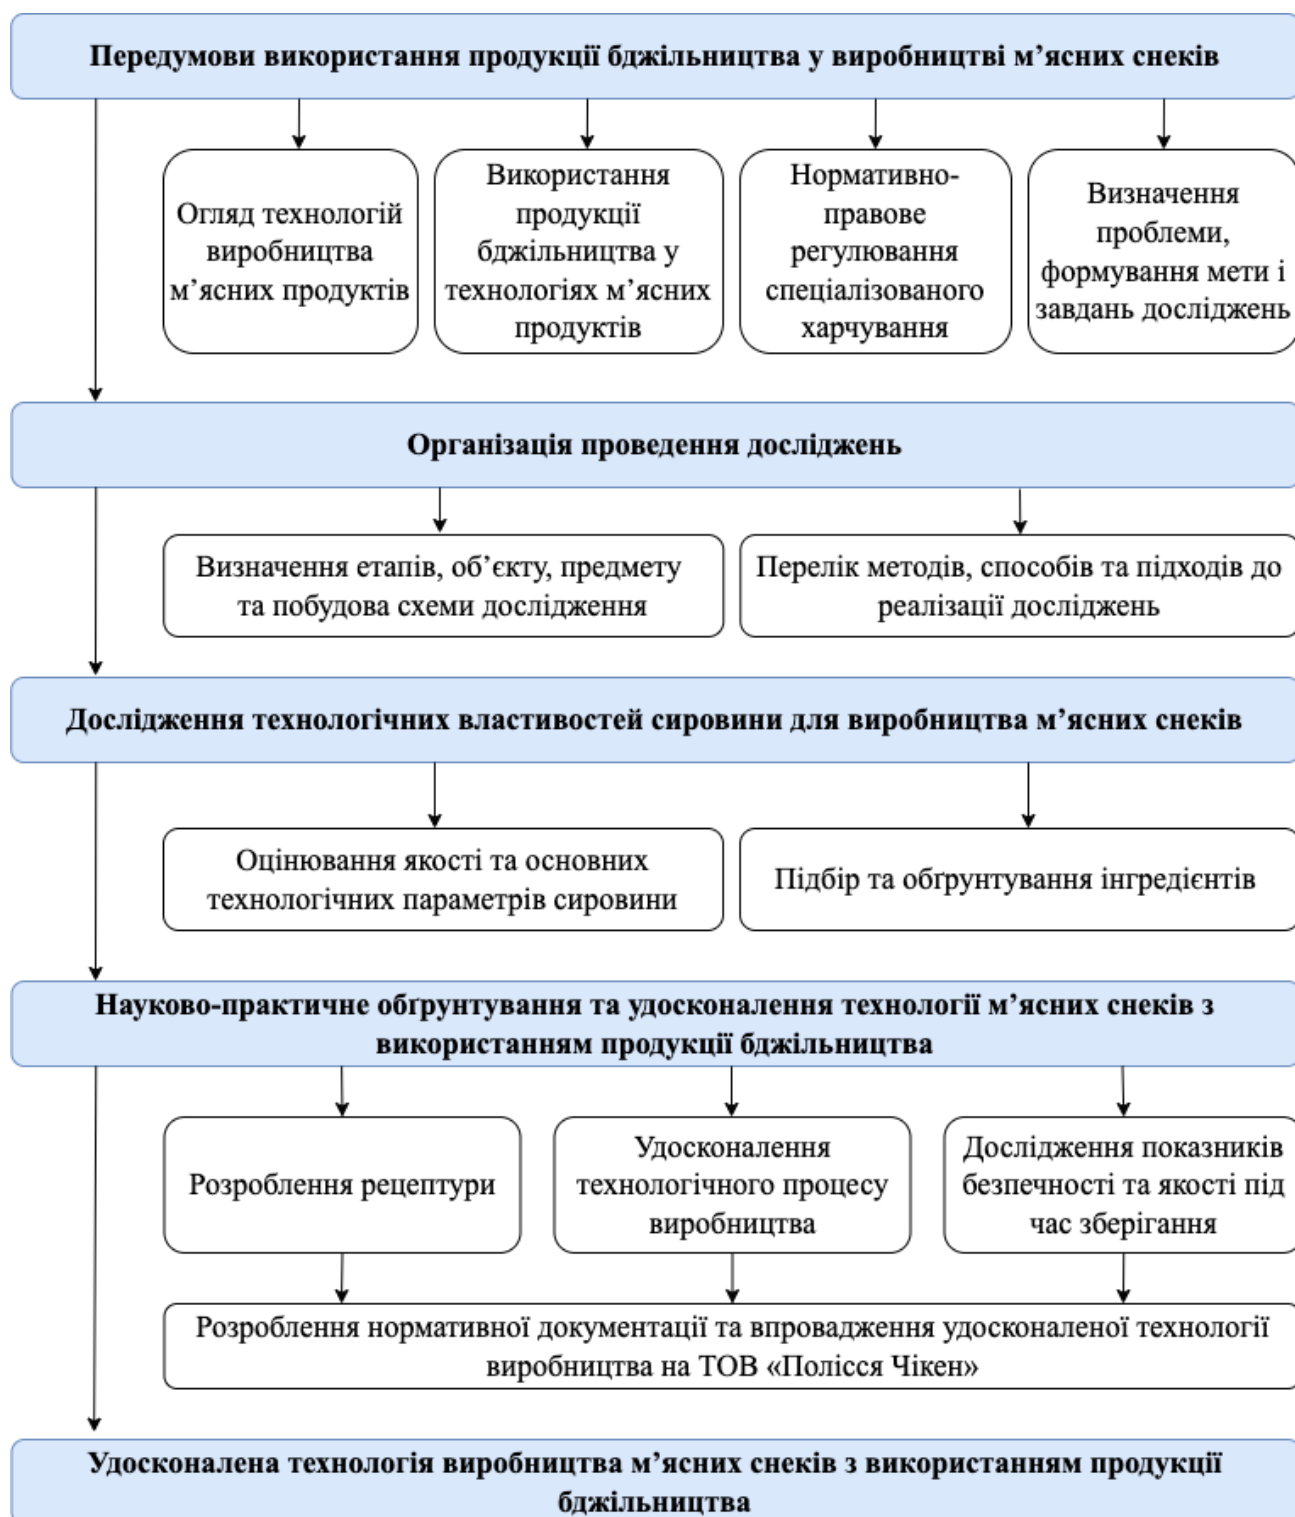 Передумови використання продукції бджільництва у виробництві м’ясних снеків
Огляд технологій
виробництва
м’ясних продуктів
Використання
продукції
бджільництва у
технологіях м’ясних
продуктів
Нормативно-
правове
регулювання
спеціалізованого
харчування
Визначення
проблеми,
формування мети і
завдань досліджень
Організація проведення досліджень
Визначення етапів, об’єкту, предмету
та побудова схеми дослідження
Перелік методів, способів та підходів до
реалізації досліджень
Дослідження технологічних властивостей сировини для виробництва м’ясних снеків
Оцінювання якості та основних
технологічних параметрів сировини
Підбір та обґрунтування інгредієнтів
Науково-практичне обґрунтування та удосконалення технології м’ясних снеків з
використанням продукції бджільництва
Розроблення рецептури
Удосконалення
технологічного процесу
виробництва
Дослідження показників
безпечності та якості під
час зберігання
Розроблення нормативної документації та впровадження удосконаленої технології
виробництва на ТОВ «Полісся Чікен»
Удосконалена технологія виробництва м’ясних снеків з використанням продукції
бджільництва